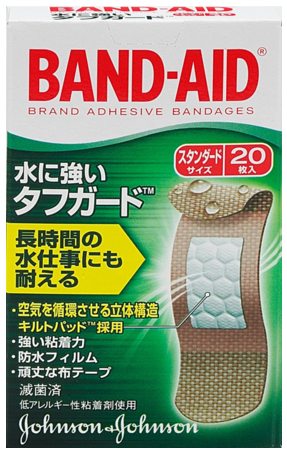 BAND-AID®
BRAND ADHESIVE BANDAGES
スタンダード
サイズ
20
枚入
水に強い
タフガード™
長時間の
水仕事にも
耐える
・空気を循環させる立体構造
キルトパッド™採用
・強い粘着力
・防水フィルム
・頑丈な布テープ
滅菌済
低アレルギー性粘着剤使用
Johnson&Johnson